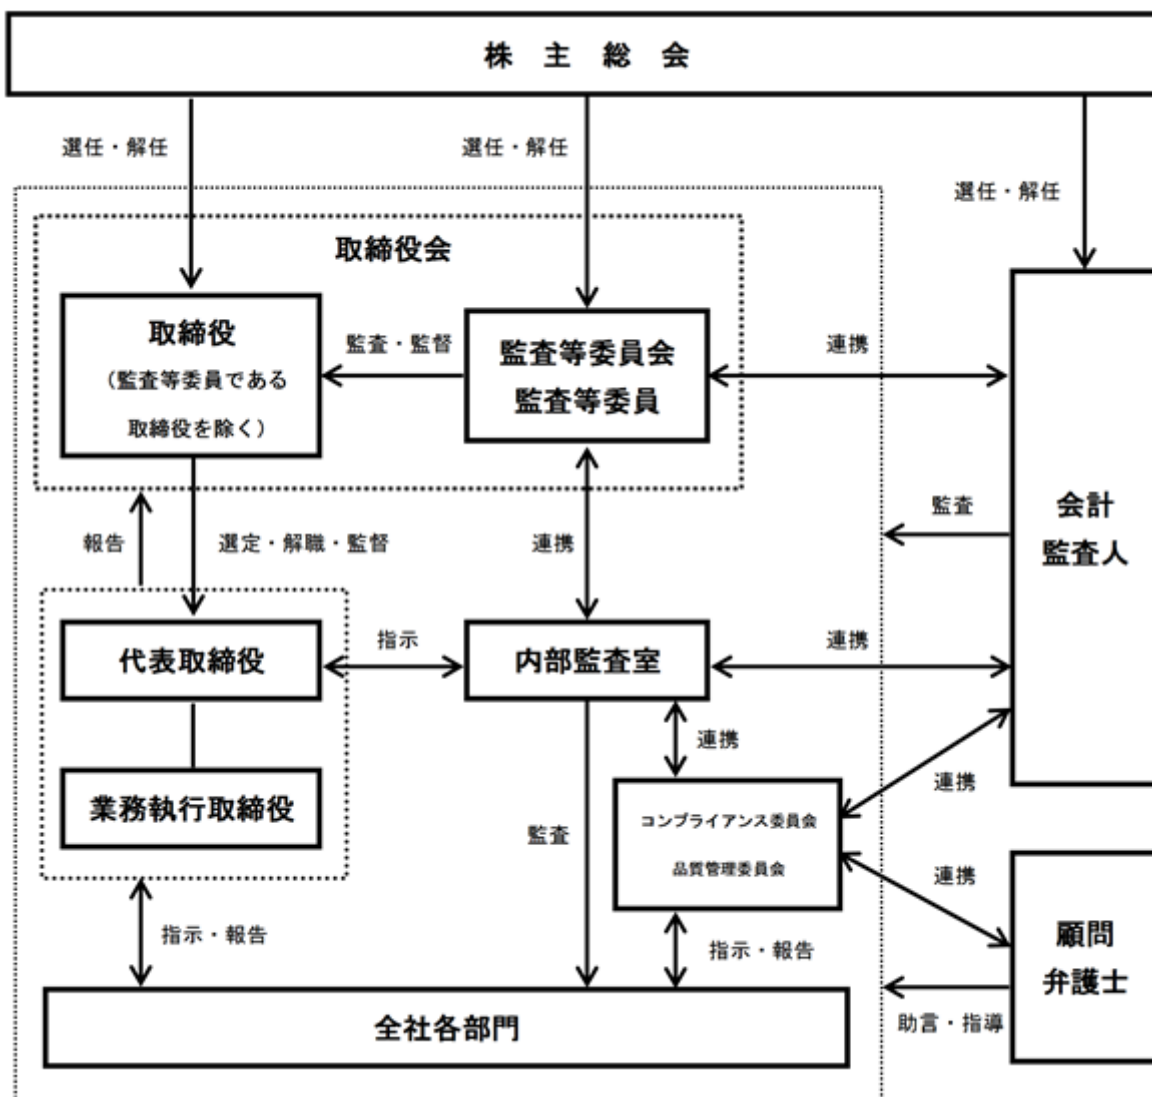 株 主 総 会
選任・解任
選任・解任
選任・解任
取締役会
取締役
（監査等委員である
取締役を除く）
監査・監督
監査等委員会
監査等委員
連携
会計
監査人
監査
報告
選定・解職・監督
連携
代表取締役
指示
内部監査室
連携
連携
業務執行取締役
コンプライアンス委員会
品質管理委員会
連携
監査
連携
顧問
弁護士
指示・報告
指示・報告
助言・指導
全社各部門